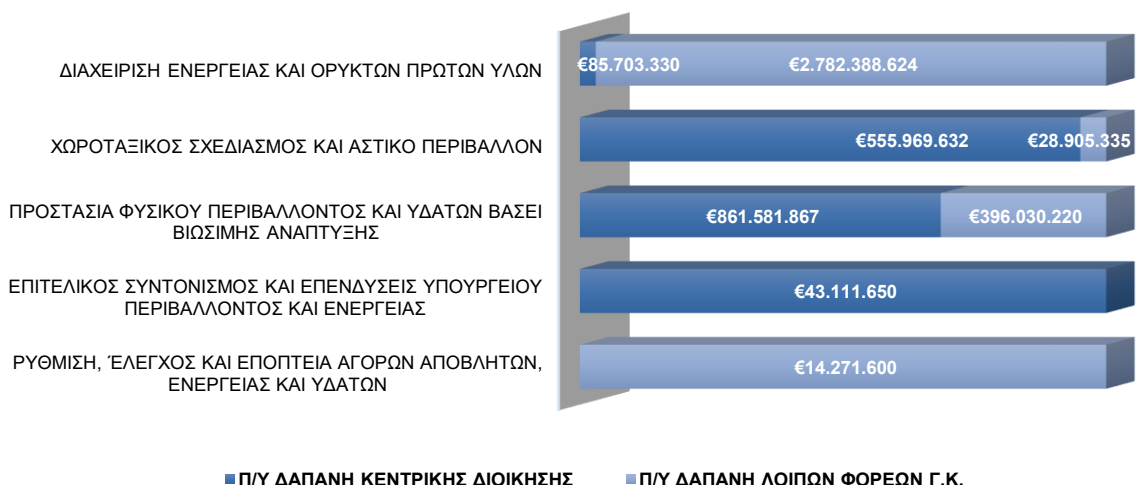 ΔΙΑΧΕΙΡΙΣΗ ΕΝΕΡΓΕΙΑΣ ΚΑΙ ΟΡΥΚΤΩΝ ΠΡΩΤΩΝ ΥΛΩΝ
€85.703.330
€2.782.388.624
ΧΩΡΟΤΑΞΙΚΟΣ ΣΧΕΔΙΑΣΜΟΣ ΚΑΙ ΑΣΤΙΚΟ ΠΕΡΙΒΑΛΛΟΝ
€555.969.632
€28.905.335
ΠΡΟΣΤΑΣΙΑ ΦΥΣΙΚΟΥ ΠΕΡΙΒΑΛΛΟΝΤΟΣ ΚΑΙ ΥΔΑΤΩΝ ΒΑΣΕΙ
ΒΙΩΣΙΜΗΣ ΑΝΑΠΤΥΞΗΣ
€861.581.867
€396.030.220
ΕΠΙΤΕΛΙΚΟΣ ΣΥΝΤΟΝΙΣΜΟΣ ΚΑΙ ΕΠΕΝΔΥΣΕΙΣ ΥΠΟΥΡΓΕΙΟΥ
ΠΕΡΙΒΑΛΛΟΝΤΟΣ ΚΑΙ ΕΝΕΡΓΕΙΑΣ
€43.111.650
ΡΥΘΜΙΣΗ, ΈΛΕΓΧΟΣ ΚΑΙ ΕΠΟΠΤΕΙΑ ΑΓΟΡΩΝ ΑΠΟΒΛΗΤΩΝ,
ΕΝΕΡΓΕΙΑΣ ΚΑΙ ΥΔΑΤΩΝ
€14.271.600
Π/Υ ΔΑΠΑΝΗ ΚΕΝΤΡΙΚΗΣ ΔΙΟΙΚΗΣΗΣ
Π/Υ ΔΑΠΑΝΗ ΛΟΙΠΩΝ ΦΟΡΕΩΝ Γ.Κ.